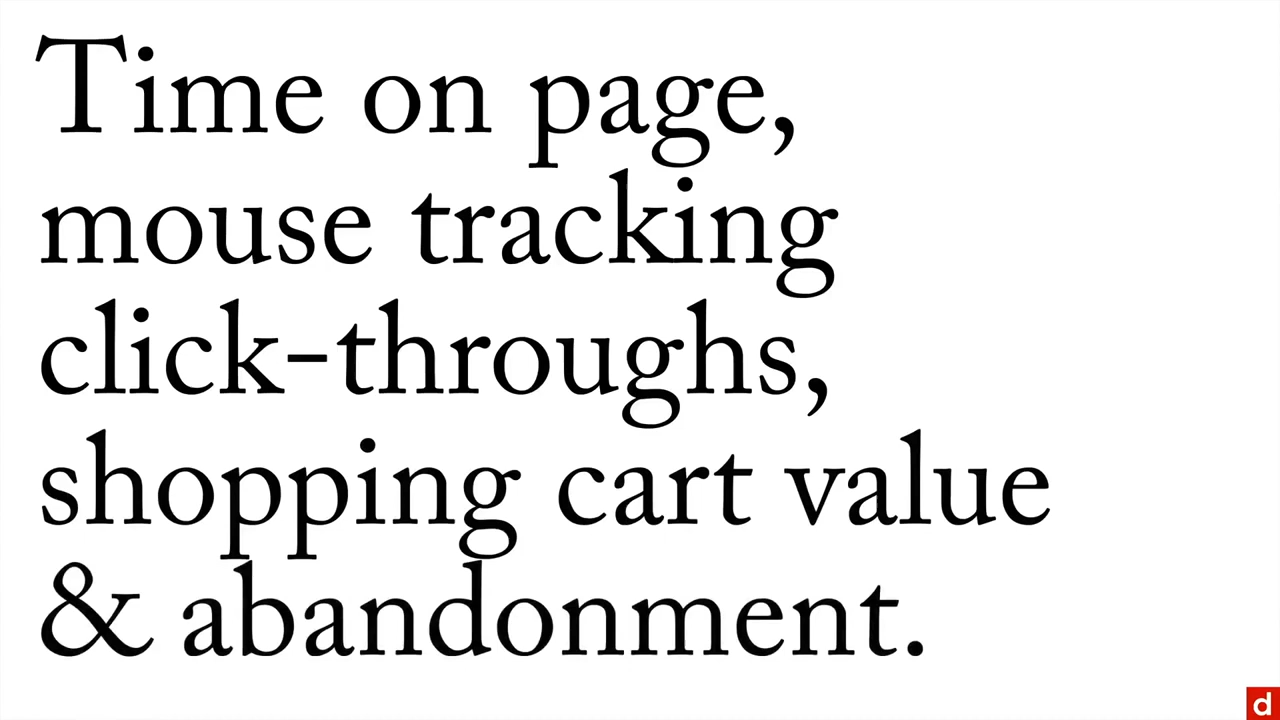 Time on page,
mouse tracking
click-throughs,
shopping cart value
& abandonment.
d